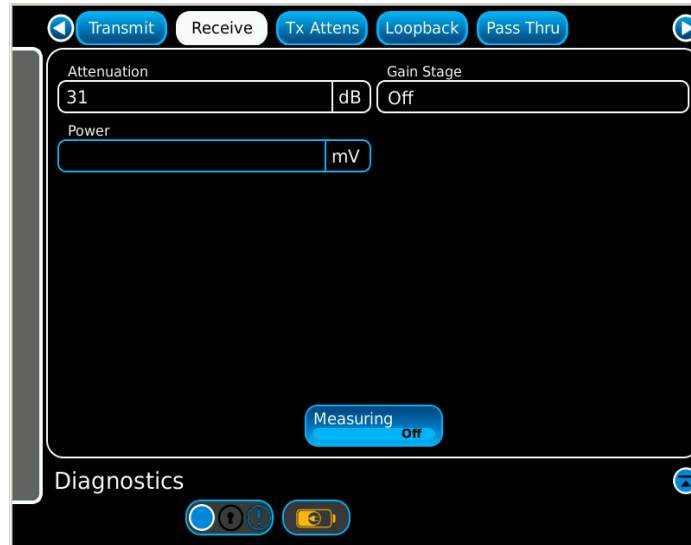 Transmit Receive Tx Attens Loopback Pass Thru
Attenuation Gain Stage
31 dB Off
Power
mV
Measuring
Off
Diagnostics